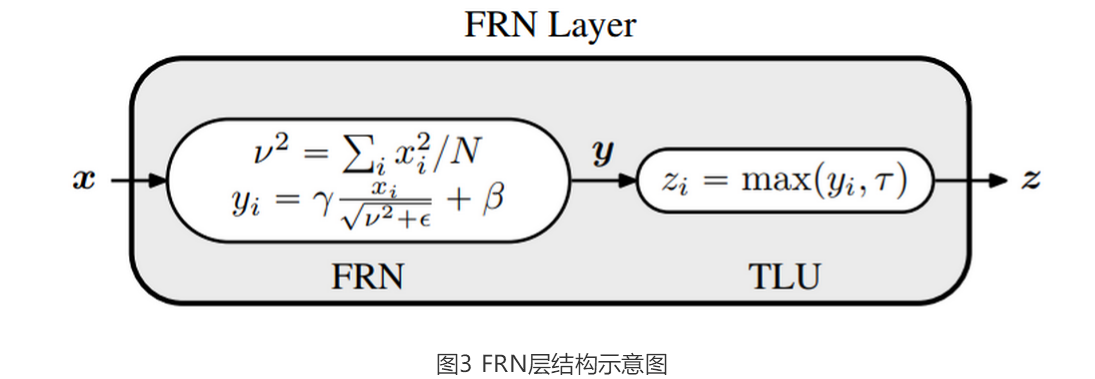 FRN Layer
x
ν² = ∑ᵢ xᵢ²/N
yᵢ = γ xᵢ/√(ν²+ϵ) + β
y
zᵢ = max(yᵢ, τ)
z
FRN
TLU
图3 FRN层结构示意图